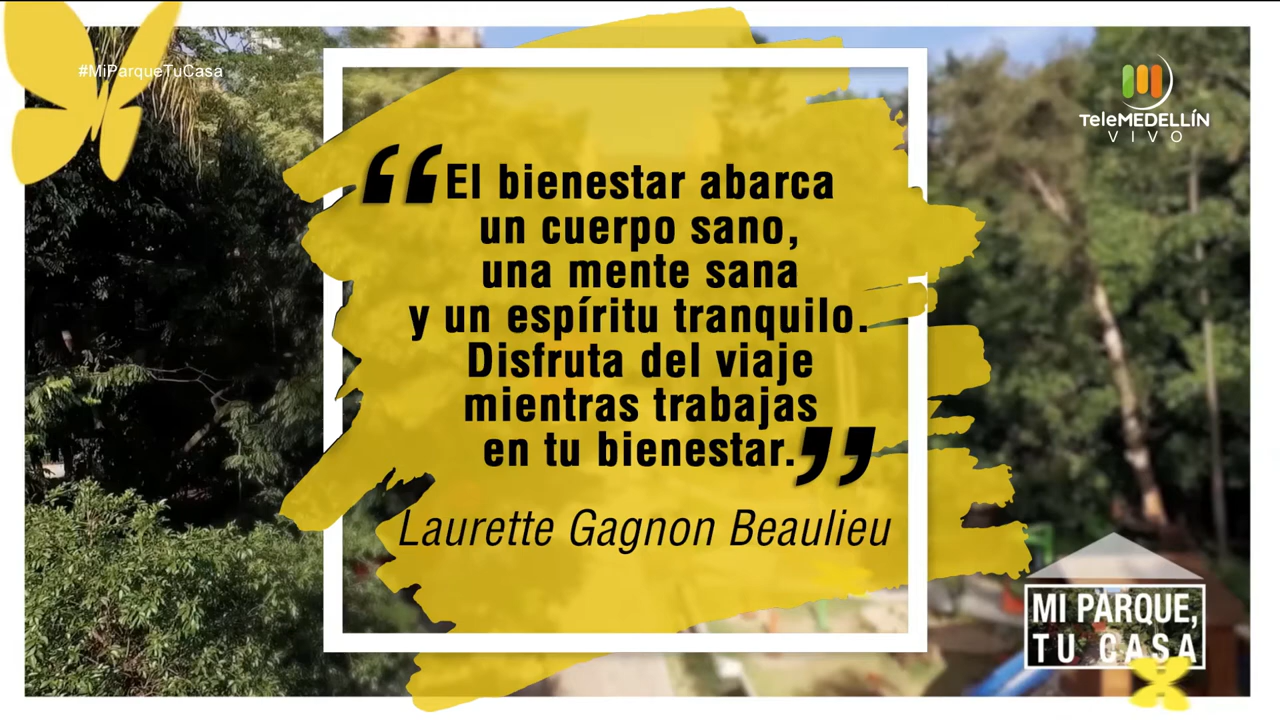 #MiParqueTuCasa
TeleMEDELLÍN
VIVO
“El bienestar abarca
un cuerpo sano,
una mente sana
y un espíritu tranquilo.
Disfruta del viaje
mientras trabajas
en tu bienestar.”
Laurette Gagnon Beaulieu
MI PARQUE,
TU CASA